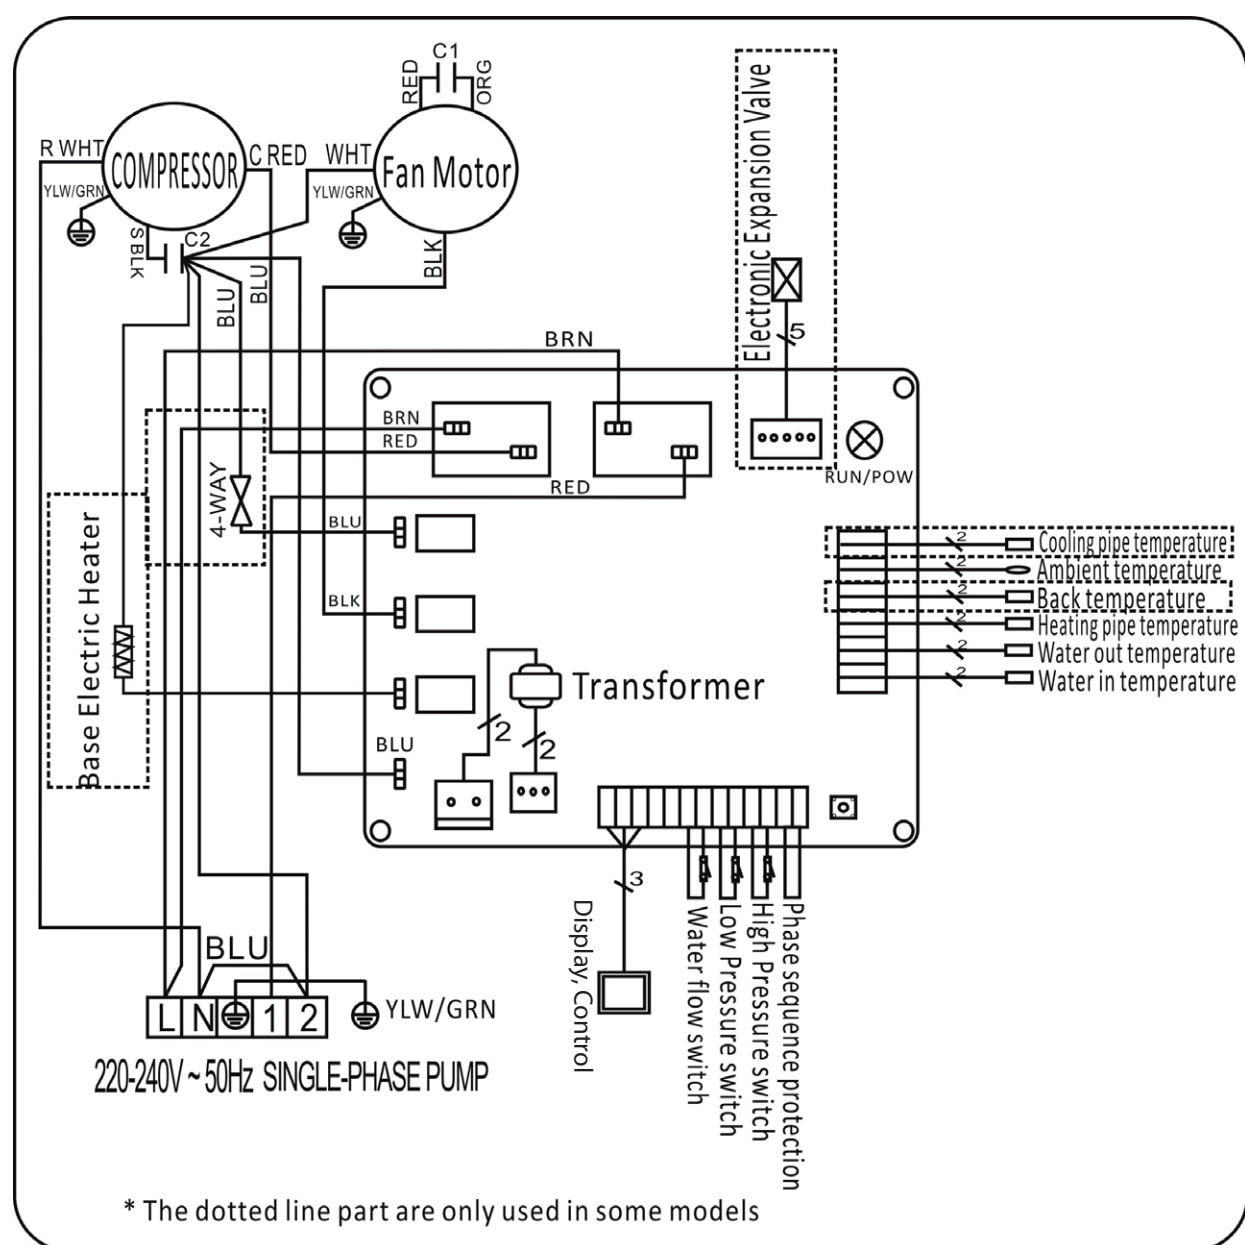 C1
RED
ORG
R WHT
COMPRESSOR
C RED
WHT
Fan Motor
YLW/GRN
YLW/GRN
S BLK
C2
BLU
BLU
BLK
Electronic Expansion Valve
5
BRN
BRN
RED
RED
RUN/POW
4-WAY
BLU
BLK
Base Electric Heater
BLU
Transformer
2
2
2
Cooling pipe temperature
2
Ambient temperature
2
Back temperature
2
Heating pipe temperature
2
Water out temperature
2
Water in temperature
3
Display, Control
Water flow switch
Low Pressure switch
High Pressure switch
Phase sequence protection
BLU
L N 1 2
YLW/GRN
220-240V ~ 50Hz SINGLE-PHASE PUMP
* The dotted line part are only used in some models